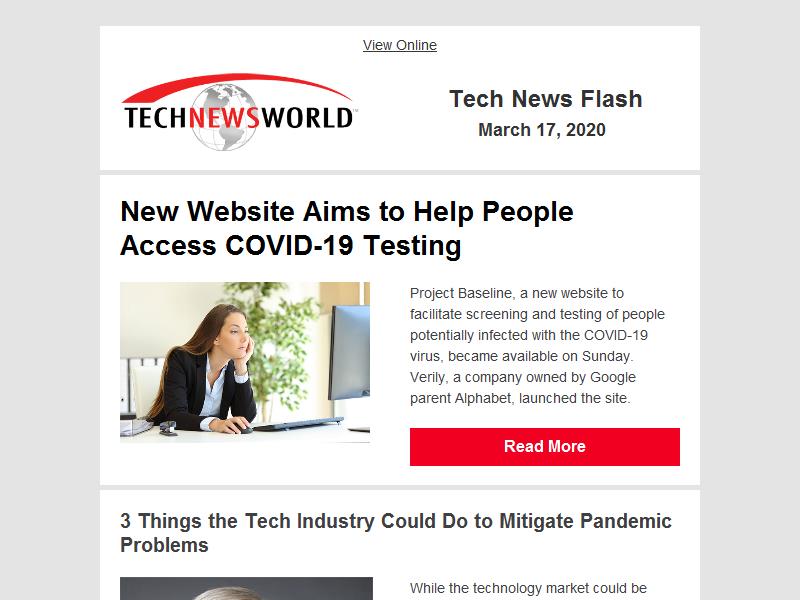 View Online
TECHNEWSWORLD™
Tech News Flash
March 17, 2020
New Website Aims to Help People
Access COVID-19 Testing
Project Baseline, a new website to
facilitate screening and testing of people
potentially infected with the COVID-19
virus, became available on Sunday.
Verily, a company owned by Google
parent Alphabet, launched the site.
Read More
3 Things the Tech Industry Could Do to Mitigate Pandemic
Problems
While the technology market could be